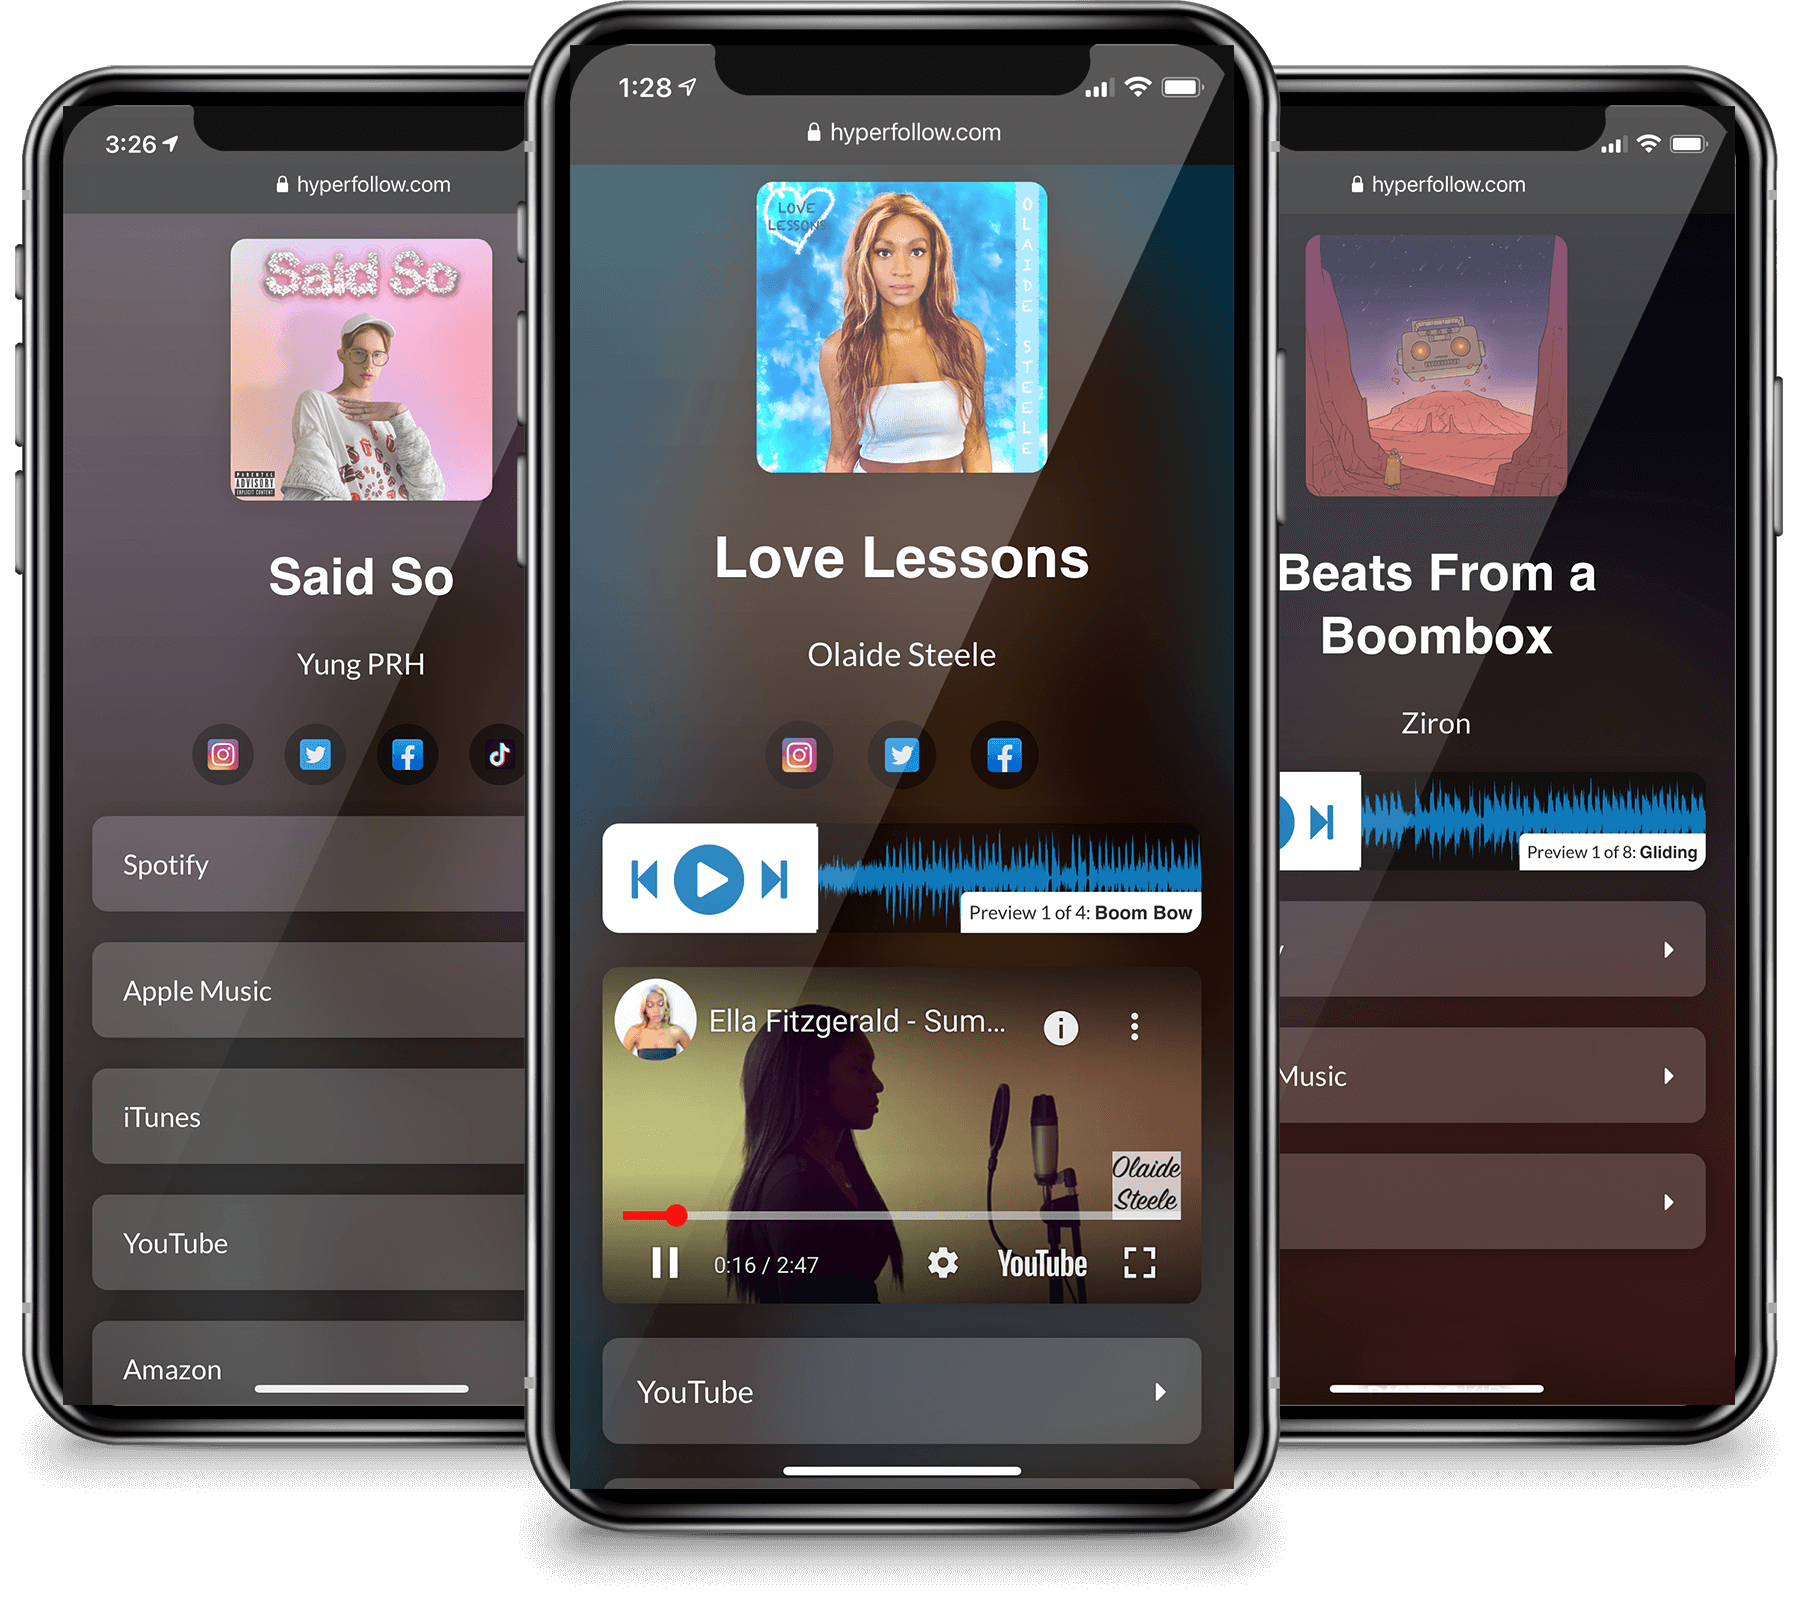 3:26
hyperfollow.com
Said So
PARENTAL
ADVISORY
EXPLICIT CONTENT
Said So
Yung PRH
Spotify
Apple Music
iTunes
YouTube
Amazon
1:28
hyperfollow.com
LOVE
LESSONS
OLAIDE STEELE
Love Lessons
Olaide Steele
Preview 1 of 4: Boom Bow
Ella Fitzgerald - Sum...
Olaide
Steele
0:16 / 2:47
YouTube
YouTube
hyperfollow.com
Beats From a
Boombox
Ziron
Preview 1 of 8: Gliding
Music